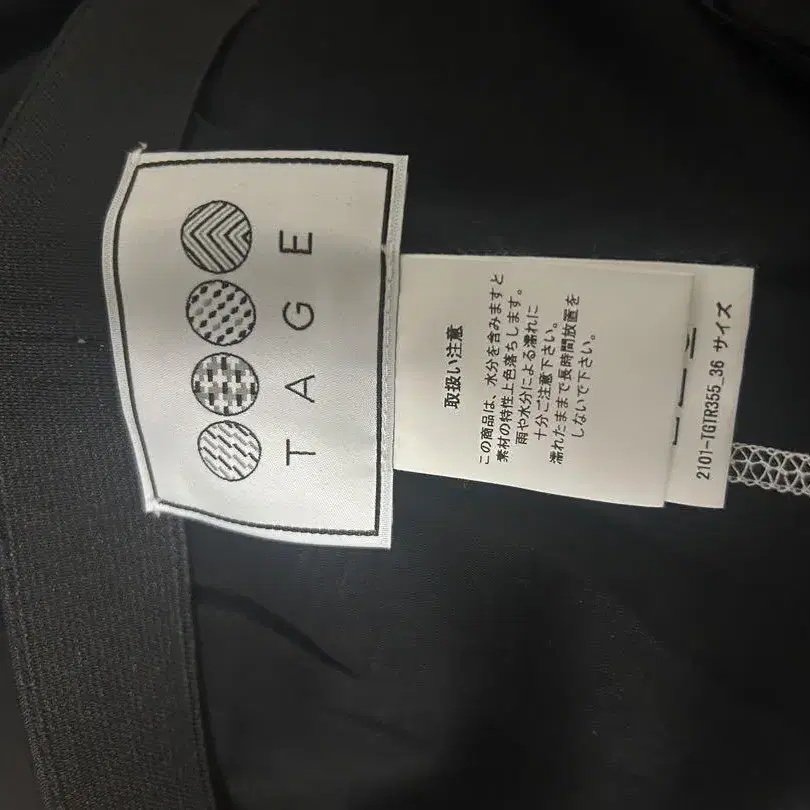 TAGE
取扱い注意
この商品は、水分を含みますと
素材の特性上色落ちします。
雨や水分による濡れに
十分ご注意下さい。
濡れたままで長時間放置を
しないで下さい。
2101-TGTR355_36 サイズ